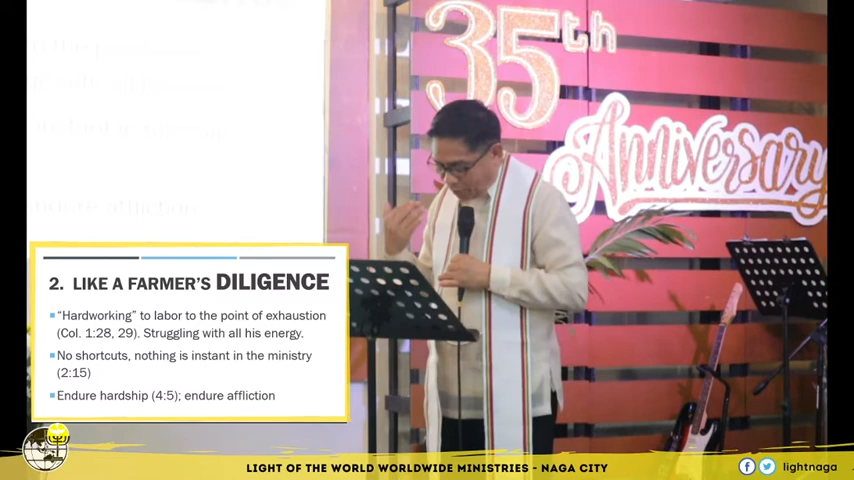 35th
Anniversary
2. LIKE A FARMER'S DILIGENCE
"Hardworking" to labor to the point of exhaustion
(Col. 1:28, 29). Struggling with all his energy.
No shortcuts, nothing is instant in the ministry
(2:15)
Endure hardship (4:5); endure affliction
LIGHT OF THE WORLD WORLDWIDE MINISTRIES - NAGA CITY
lightnaga